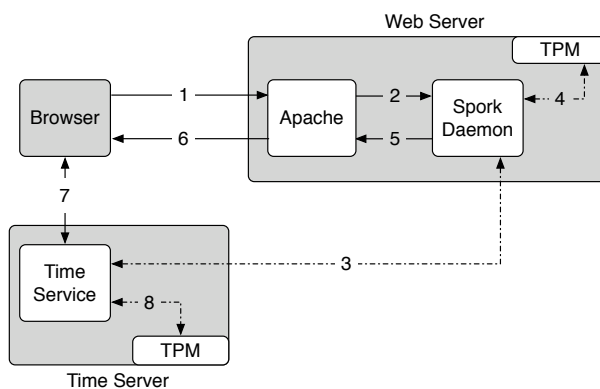 Web Server
TPM
1
2
4
Browser
Apache
Spork
Daemon
6
5
7
3
Time
Service
8
TPM
Time Server